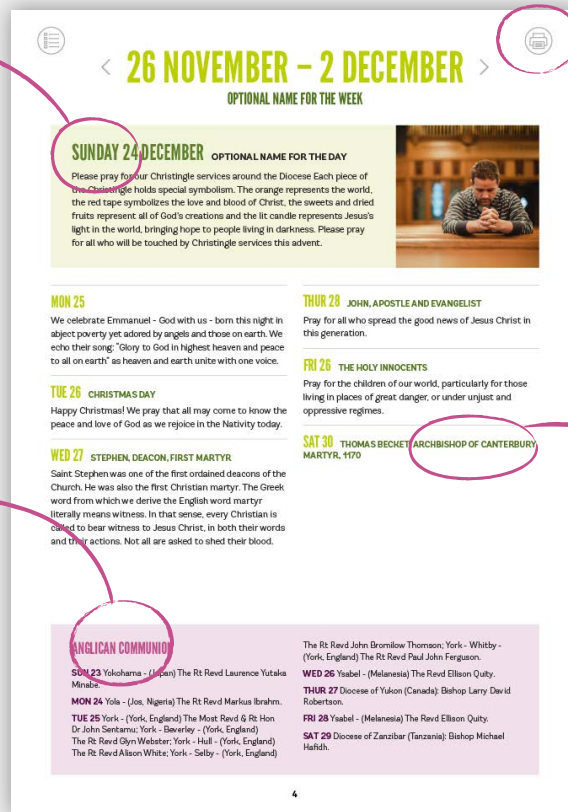 26 NOVEMBER – 2 DECEMBER
OPTIONAL NAME FOR THE WEEK
SUNDAY 24 DECEMBER OPTIONAL NAME FOR THE DAY
Please pray for our Christingle services around the Diocese Each piece of
the Christingle holds special symbolism. The orange represents the world,
the red tape symbolizes the love and blood of Christ, the sweets and dried
fruits represent all of God's creations and the lit candle represents Jesus's
light in the world, bringing hope to people living in darkness. Please pray
for all who will be touched by Christingle services this advent.
MON 25
We celebrate Emmanuel - God with us - born this night in
abject poverty yet adored by angels and those on earth. We
echo their song: "Glory to God in highest heaven and peace
to all on earth" as heaven and earth unite with one voice.
TUE 26 CHRISTMAS DAY
Happy Christmas! We pray that all may come to know the
peace and love of God as we rejoice in the Nativity today.
WED 27 STEPHEN, DEACON, FIRST MARTYR
Saint Stephen was one of the first ordained deacons of the
Church. He was also the first Christian martyr. The Greek
word from which we derive the English word martyr
literally means witness. In that sense, every Christian is
called to bear witness to Jesus Christ, in both their words
and their actions. Not all are asked to shed their blood.
THUR 28 JOHN, APOSTLE AND EVANGELIST
Pray for all who spread the good news of Jesus Christ in
this generation.
FRI 26 THE HOLY INNOCENTS
Pray for the children of our world, particularly for those
living in places of great danger, or under unjust and
oppressive regimes.
SAT 30 THOMAS BECKET, ARCHBISHOP OF CANTERBURY
MARTYR, 1170
ANGLICAN COMMUNION
SUN 23 Yokohama - (Japan) The Rt Revd Laurence Yutaka
Minabe.
MON 24 Yola - (Jos, Nigeria) The Rt Revd Markus Ibrahm.
TUE 25 York - (York, England) The Most Revd & Rt Hon
Dr John Sentamu; York - Beverley - (York, England)
The Rt Revd Glyn Webster; York - Hull - (York, England)
The Rt Revd Alison White; York - Selby - (York, England)
The Rt Revd John Bromilow Thomson; York - Whitby -
(York, England) The Rt Revd Paul John Ferguson.
WED 26 Ysabel - (Melanesia) The Revd Ellison Quity.
THUR 27 Diocese of Yukon (Canada): Bishop Larry David
Robertson.
FRI 28 Ysabel - (Melanesia) The Revd Ellison Quity.
SAT 29 Diocese of Zanzibar (Tanzania): Bishop Michael
Hafidh.
4